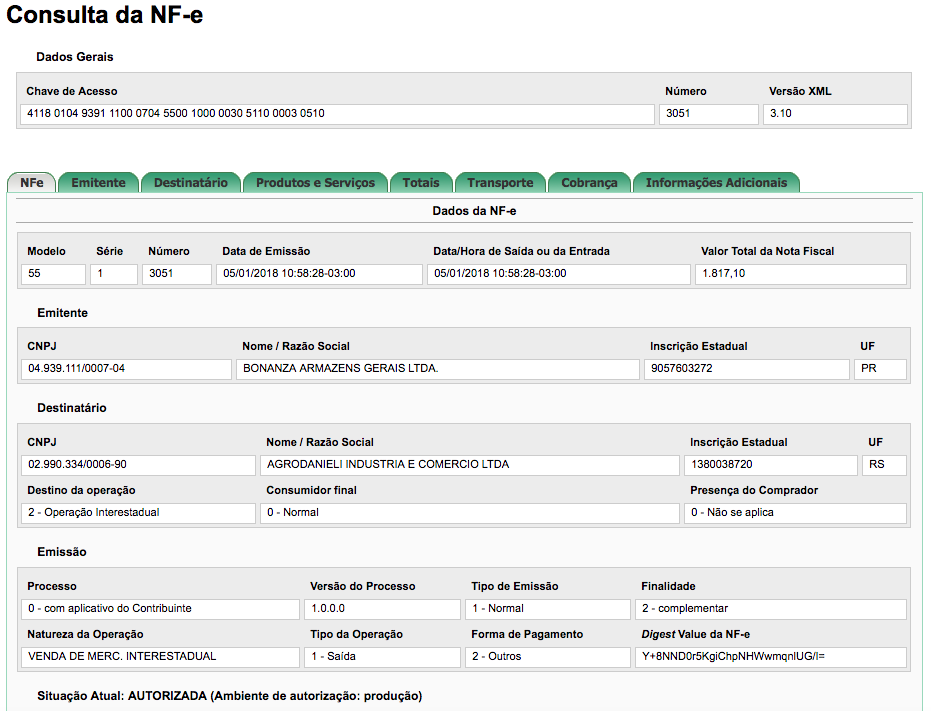 Consulta da NF-e
Dados Gerais
Chave de Acesso Número Versão XML
4118 0104 9391 1100 0704 5500 1000 0030 5110 0003 0510 3051 3.10
NFe Emitente Destinatário Produtos e Serviços Totais Transporte Cobrança Informações Adicionais
Dados da NF-e
Modelo Série Número Data de Emissão Data/Hora de Saída ou da Entrada Valor Total da Nota Fiscal
55 1 3051 05/01/2018 10:58:28-03:00 05/01/2018 10:58:28-03:00 1.817,10
Emitente
CNPJ Nome / Razão Social Inscrição Estadual UF
04.939.111/0007-04 BONANZA ARMAZENS GERAIS LTDA. 9057603272 PR
Destinatário
CNPJ Nome / Razão Social Inscrição Estadual UF
02.990.334/0006-90 AGRODANIELI INDUSTRIA E COMERCIO LTDA 1380038720 RS
Destino da operação Consumidor final Presença do Comprador
2 - Operação Interestadual 0 - Normal 0 - Não se aplica
Emissão
Processo Versão do Processo Tipo de Emissão Finalidade
0 - com aplicativo do Contribuinte 1.0.0.0 1 - Normal 2 - complementar
Natureza da Operação Tipo da Operação Forma de Pagamento Digest Value da NF-e
VENDA DE MERC. INTERESTADUAL 1 - Saída 2 - Outros Y+8NND0r5KgiChpNHWwmqnlUG/I=
Situação Atual: AUTORIZADA (Ambiente de autorização: produção)